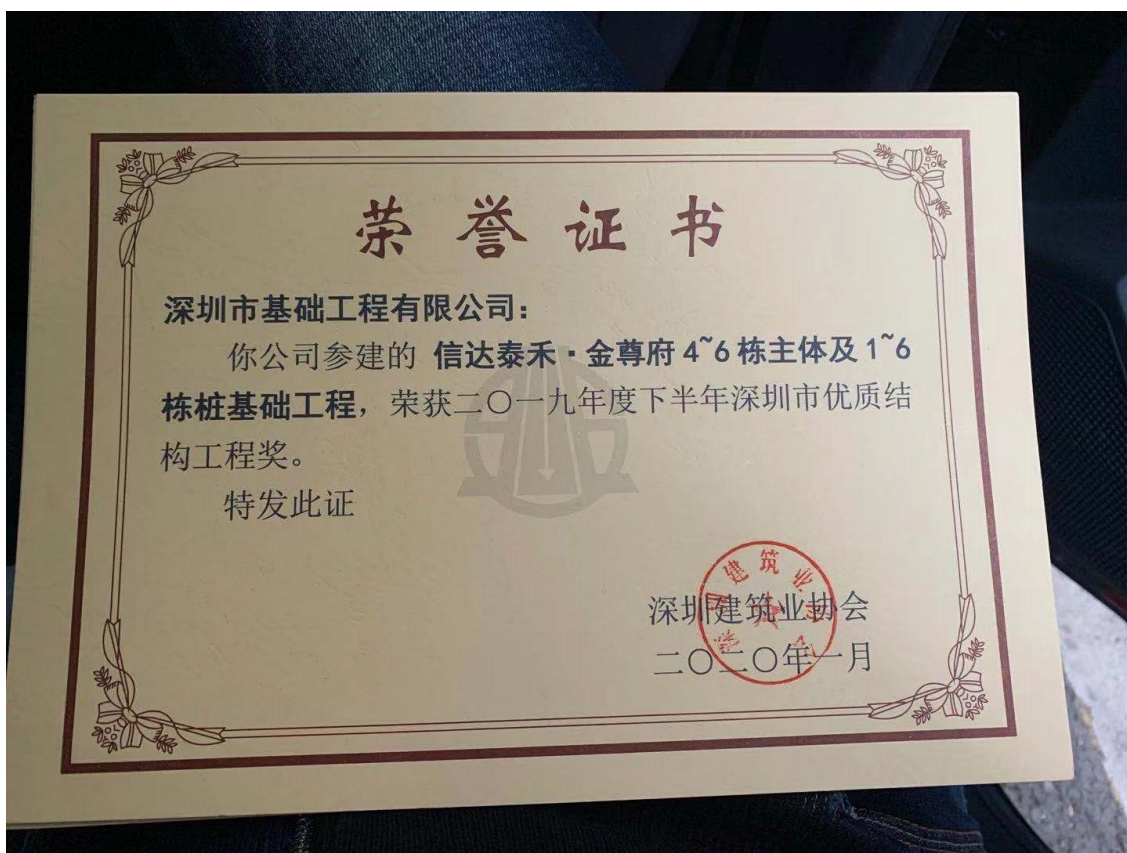 荣誉证书
深圳市基础工程有限公司：
你公司参建的 信达泰禾·金尊府 4~6 栋主体及 1~6
栋桩基础工程，荣获二〇一九年度下半年深圳市优质结
构工程奖。
特发此证
深圳建筑业协会
二〇二〇年一月